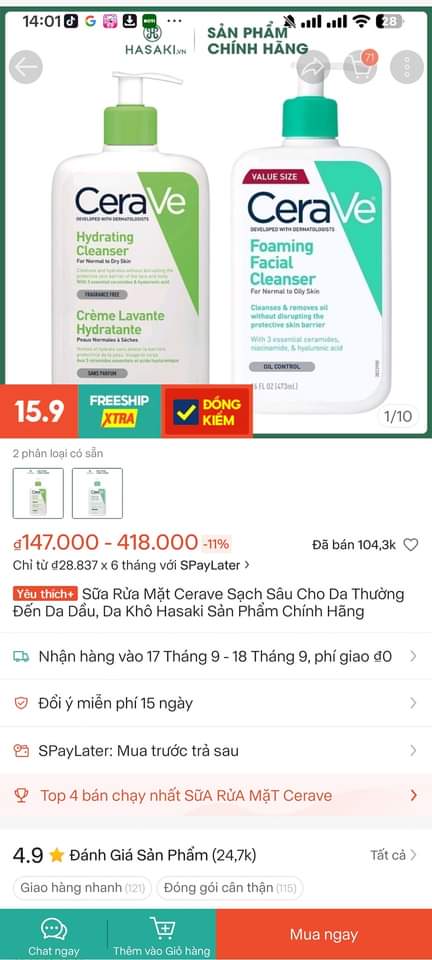 14:01
28
HASAKI.VN
SẢN PHẨM
CHÍNH HÃNG
71
CeraVe
DEVELOPED WITH DERMATOLOGISTS
Hydrating
Cleanser
For Normal to Dry Skin
FRAGRANCE FREE
Crème Lavante
Hydratante
Peaux Normales à Sèches
SANS PARFUM
VALUE SIZE
CeraVe
DEVELOPED WITH DERMATOLOGISTS
Foaming
Facial
Cleanser
For Normal to Oily Skin
Cleanses & removes oil
without disrupting the
protective skin barrier
With 3 essential ceramides,
niacinamide, & hyaluronic acid
OIL CONTROL
FL OZ (473mL)
15.9
FREESHIP
XTRA
ĐỒNG
KIỂM
1/10
2 phân loại có sẵn
₫147.000 - 418.000 -11%
Đã bán 104,3k
Chỉ từ ₫28.837 x 6 tháng với SPayLater >
Yêu thích+ Sữa Rửa Mặt Cerave Sạch Sâu Cho Da Thường
Đến Da Dầu, Da Khô Hasaki Sản Phẩm Chính Hãng
Nhận hàng vào 17 Tháng 9 - 18 Tháng 9, phí giao ₫0
Đổi ý miễn phí 15 ngày
SPayLater: Mua trước trả sau
Top 4 bán chạy nhất SữA RửA MặT Cerave
4.9 Đánh Giá Sản Phẩm (24,7k)
Tất cả
Giao hàng nhanh (121)
Đóng gói cân thận (115)
Chat ngay
Thêm vào Giỏ hàng
Mua ngay